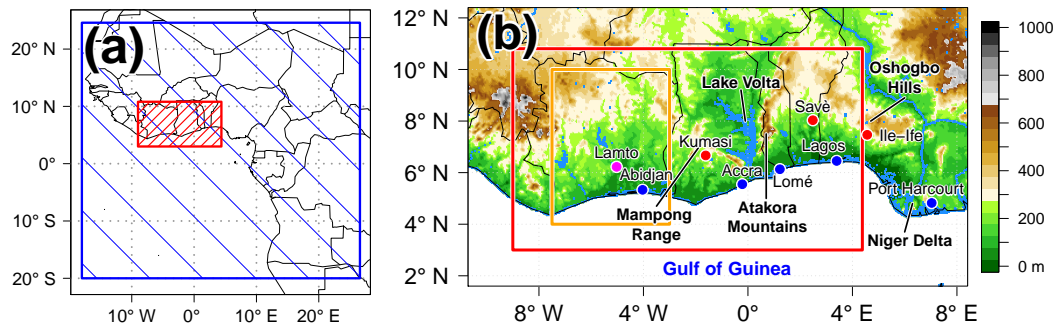 (a)
20° N
10° N
0°
10° S
20° S
10° W
0°
10° E
20° E
(b)
12° N
10° N
8° N
6° N
4° N
2° N
8° W
4° W
0°
4° E
8° E
Lake Volta
Oshogbo
Hills
Savè
Ile−Ife
Kumasi
Lagos
Lamto
Abidjan
Accra
Lomé
Port Harcourt
Mampong
Range
Atakora
Mountains
Niger Delta
Gulf of Guinea
1000
800
600
400
200
0 m